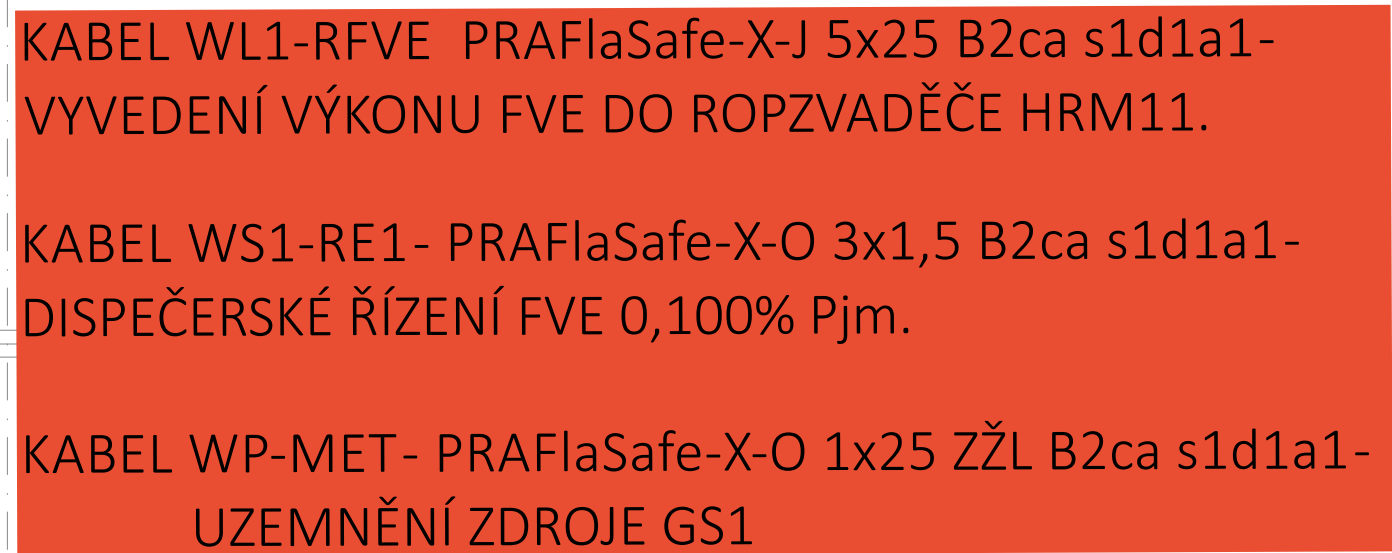 KABEL WL1-RFVE PRAFlaSafe-X-J 5x25 B2ca s1d1a1-
VYVEDENÍ VÝKONU FVE DO ROPZVADĚČE HRM11.
KABEL WS1-RE1- PRAFlaSafe-X-O 3x1,5 B2ca s1d1a1-
DISPEČERSKÉ ŘÍZENÍ FVE 0,100% Pjm.
KABEL WP-MET- PRAFlaSafe-X-O 1x25 ZŽL B2ca s1d1a1-
UZEMNĚNÍ ZDROJE GS1